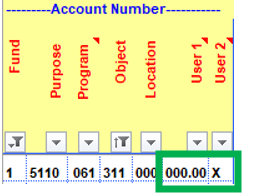 ----------Account Number------------
Fund Purpose Program Object Location User 1 User 2
1 5110 061 311 000 000.00 X